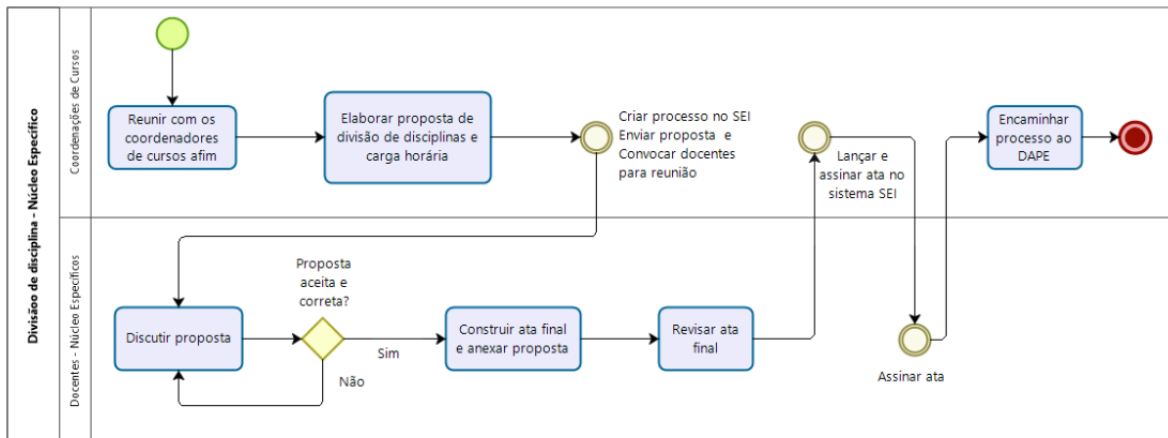 Divisãoo de disciplina - Núcleo Específico
Coordenações de Cursos
Reunir com os
coordenadores
de cursos afim
Elaborar proposta de
divisão de disciplinas e
carga horária
Criar processo no SEI
Enviar proposta e
Convocar docentes
para reunião
Lançar e
assinar ata no
sistema SEI
Encaminhar
processo ao
DAPE
Docentes - Núcleo Específicos
Discutir proposta
Proposta
aceita e
correta?
Sim
Não
Construir ata final
e anexar proposta
Revisar ata
final
Assinar ata